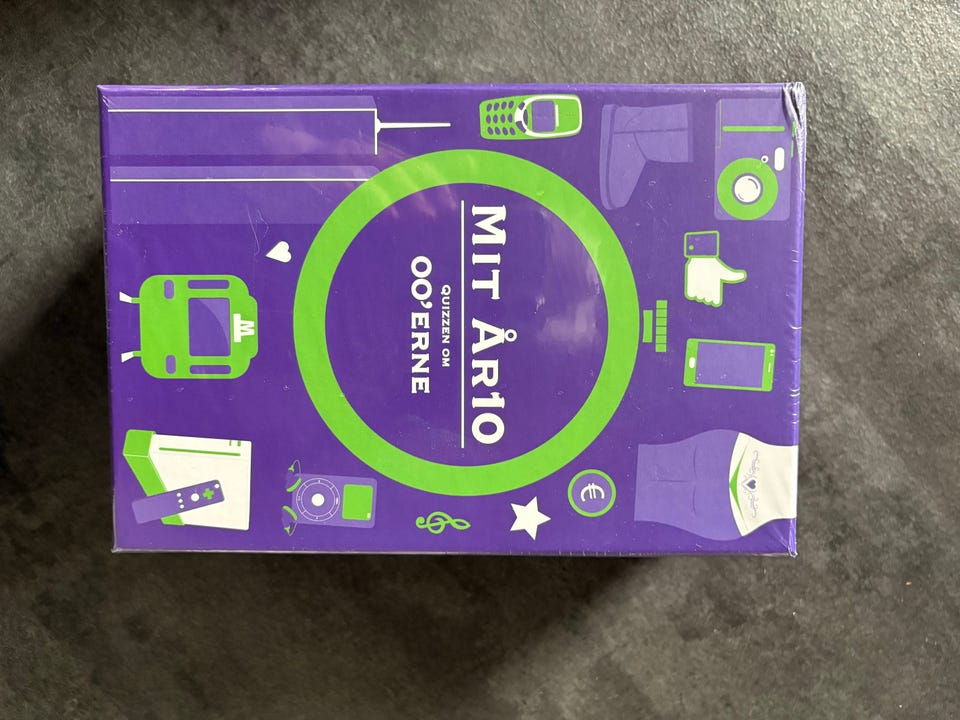 MIT ÅR10
QUIZZEN OM
00'ERNE
M
€